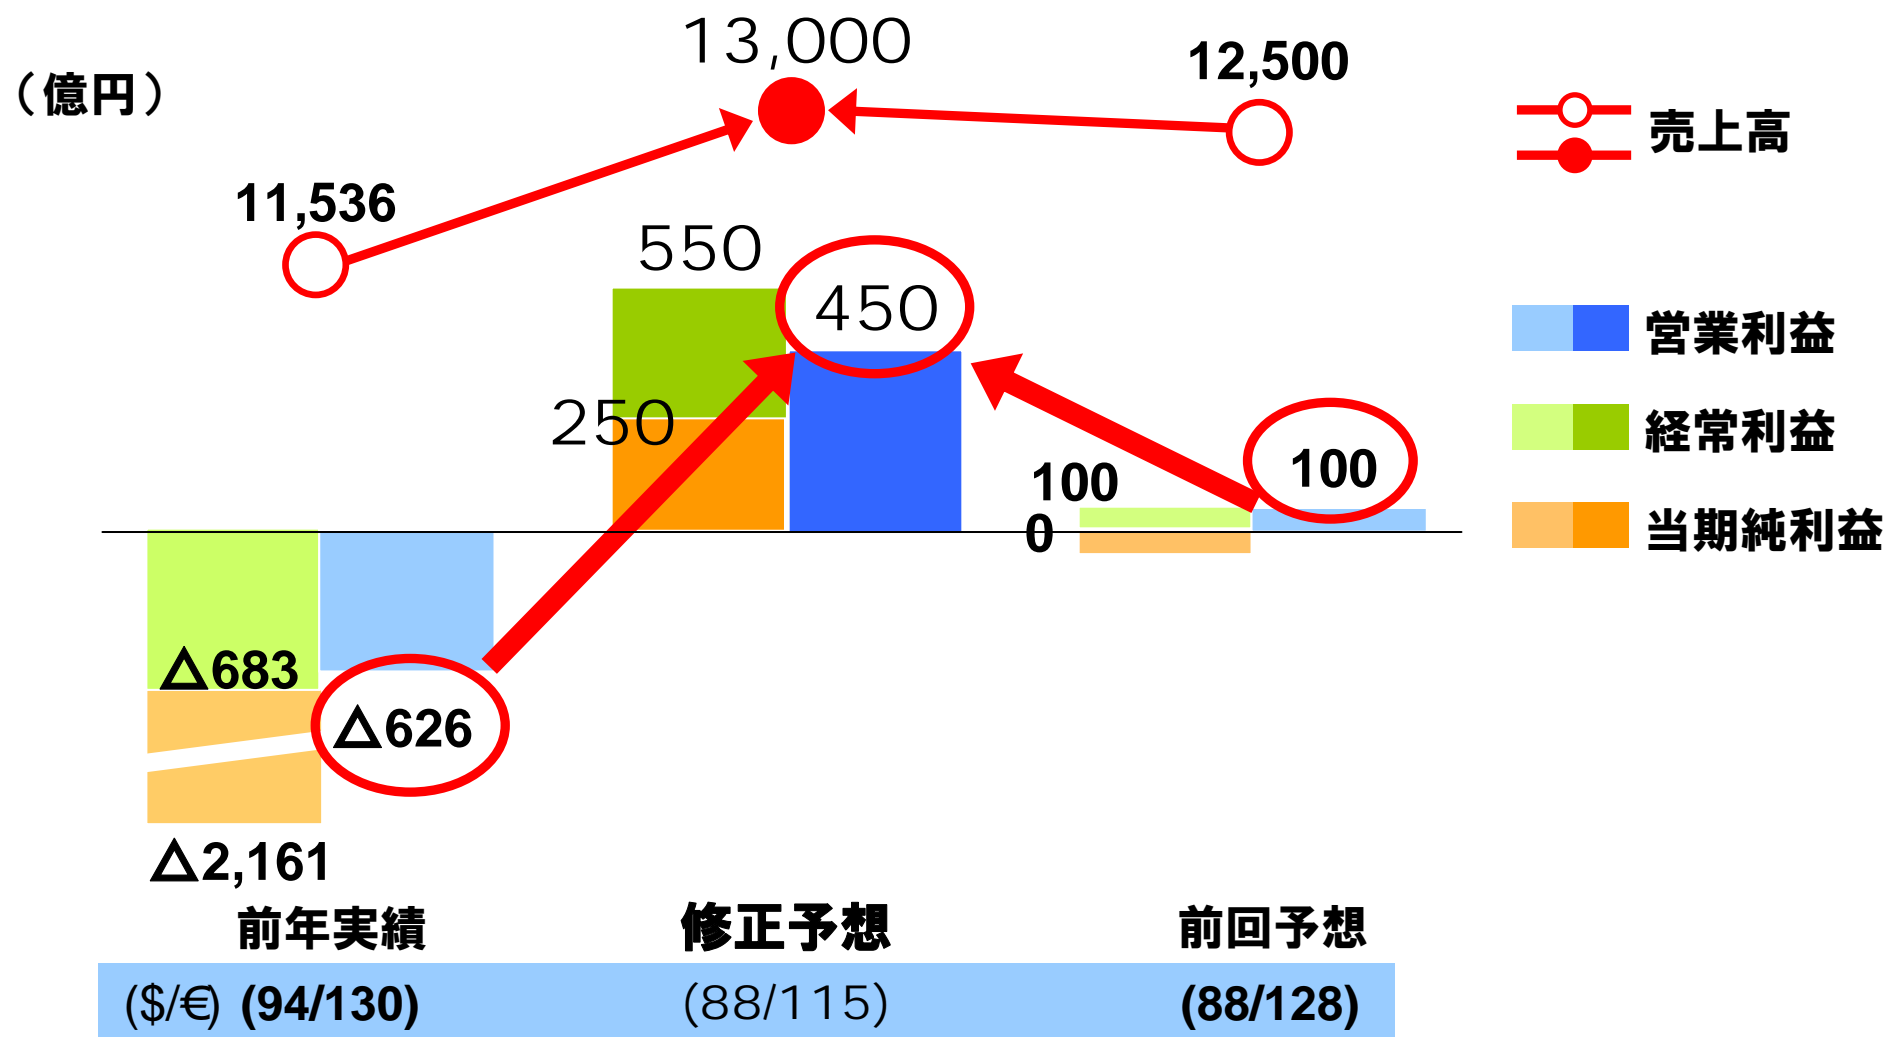 (億円)
13,000
12,500
11,536
売上高
550
450
営業利益
250
経常利益
100
100
0
当期純利益
△683
△626
△2,161
前年実績
修正予想
前回予想
($/€) (94/130)
(88/115)
(88/128)